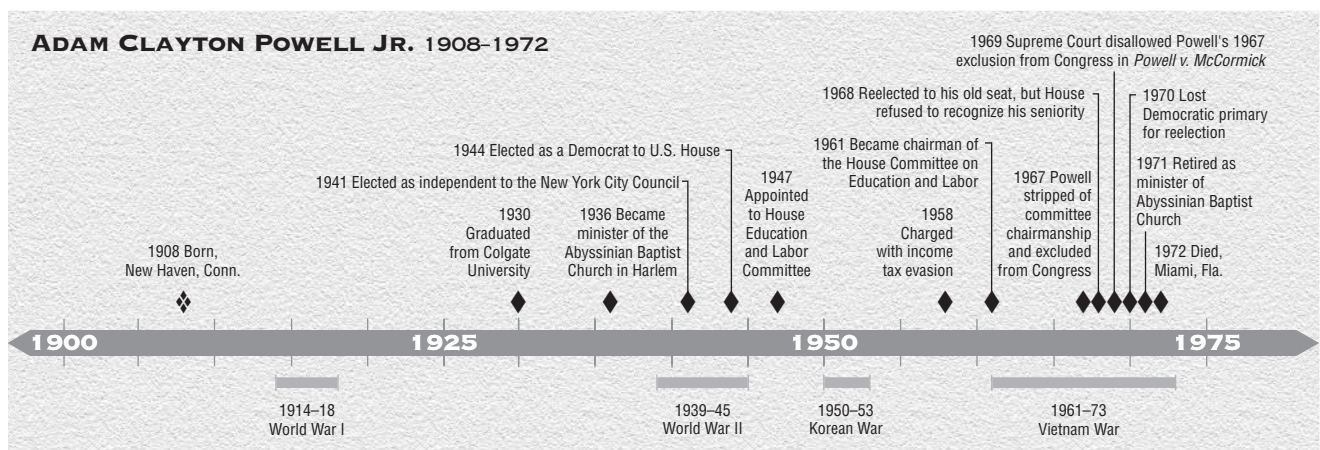 ADAM CLAYTON POWELL JR. 1908–1972
1908 Born,
New Haven, Conn.
1930
Graduated
from Colgate
University
1936 Became
minister of the
Abyssinian Baptist
Church in Harlem
1941 Elected as independent to the New York City Council
1944 Elected as a Democrat to U.S. House
1947
Appointed
to House
Education
and Labor
Committee
1958
Charged
with income
tax evasion
1961 Became chairman of
the House Committee on
Education and Labor
1967 Powell
stripped of
committee
chairmanship
and excluded
from Congress
1968 Reelected to his old seat, but House
refused to recognize his seniority
1969 Supreme Court disallowed Powell's 1967
exclusion from Congress in Powell v. McCormick
1970 Lost
Democratic primary
for reelection
1971 Retired as
minister of
Abyssinian Baptist
Church
1972 Died,
Miami, Fla.
1900
1925
1950
1975
1914–18
World War I
1939–45
World War II
1950–53
Korean War
1961–73
Vietnam War